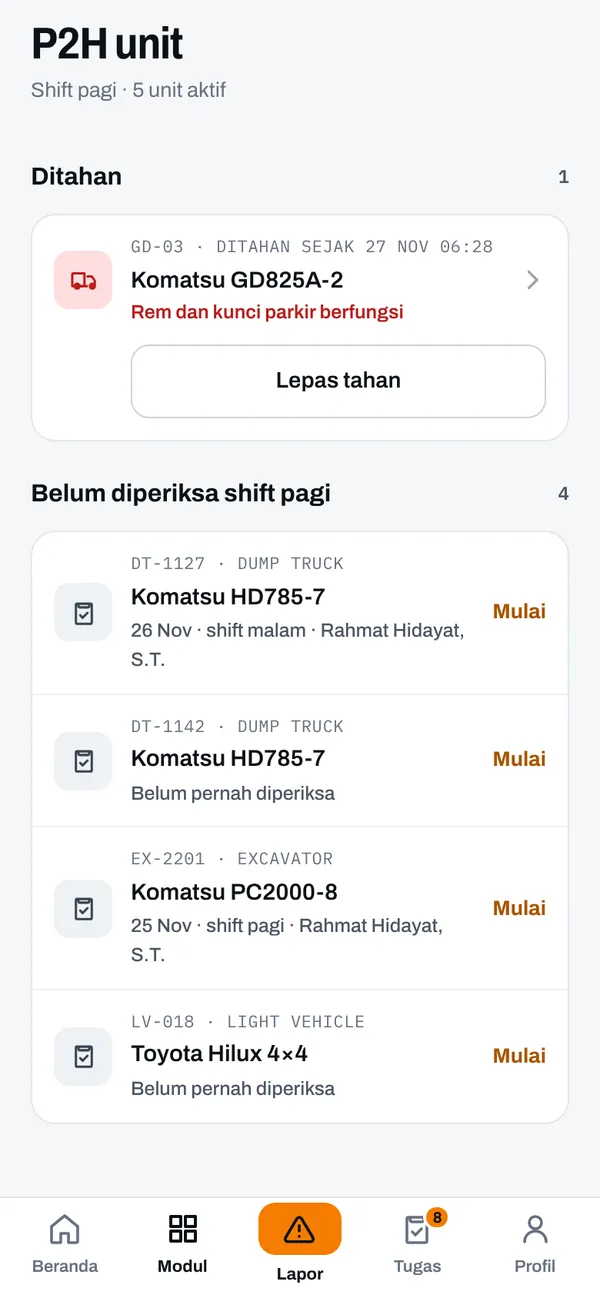 P2H unit
Shift pagi · 5 unit aktif
Ditahan
1
GD-03 · DITAHAN SEJAK 27 NOV 06:28
Komatsu GD825A-2
Rem dan kunci parkir berfungsi
Lepas tahan
Belum diperiksa shift pagi
4
DT-1127 · DUMP TRUCK
Komatsu HD785-7
26 Nov · shift malam · Rahmat Hidayat,
S.T.
Mulai
DT-1142 · DUMP TRUCK
Komatsu HD785-7
Belum pernah diperiksa
Mulai
EX-2201 · EXCAVATOR
Komatsu PC2000-8
25 Nov · shift pagi · Rahmat Hidayat,
S.T.
Mulai
LV-018 · LIGHT VEHICLE
Toyota Hilux 4×4
Belum pernah diperiksa
Mulai
Beranda
Modul
Lapor
8
Tugas
Profil